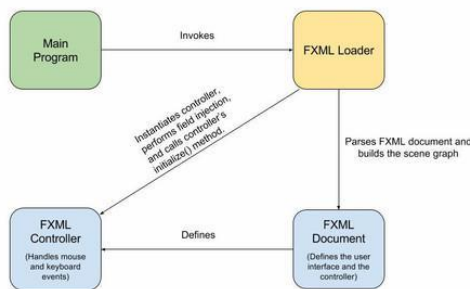 Main
Program
Invokes
FXML Loader
Instantiates controller,
performs field injection,
and calls controller's
initialize() method.
Parses FXML document and
builds the scene graph
FXML
Controller
(Handles mouse
and keyboard
events)
Defines
FXML
Document
(Defines the user
interface and the
controller)